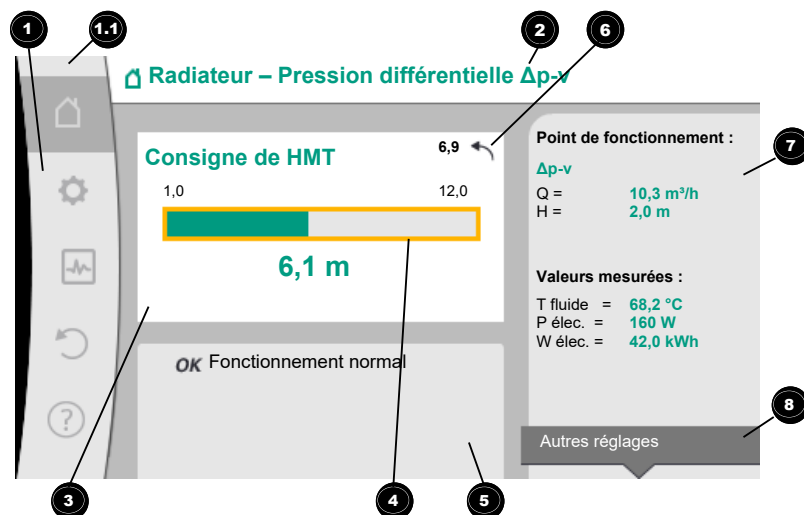 1
1.1
2
6
Radiateur – Pression différentielle Δp-v
Consigne de HMT
6,9
1,0
12,0
6,1 m
OK Fonctionnement normal
Point de fonctionnement :
Δp-v
Q = 10,3 m³/h
H = 2,0 m
Valeurs mesurées :
T fluide = 68,2 °C
P élec. = 160 W
W élec. = 42,0 kWh
Autres réglages
7
8
?
3
4
5